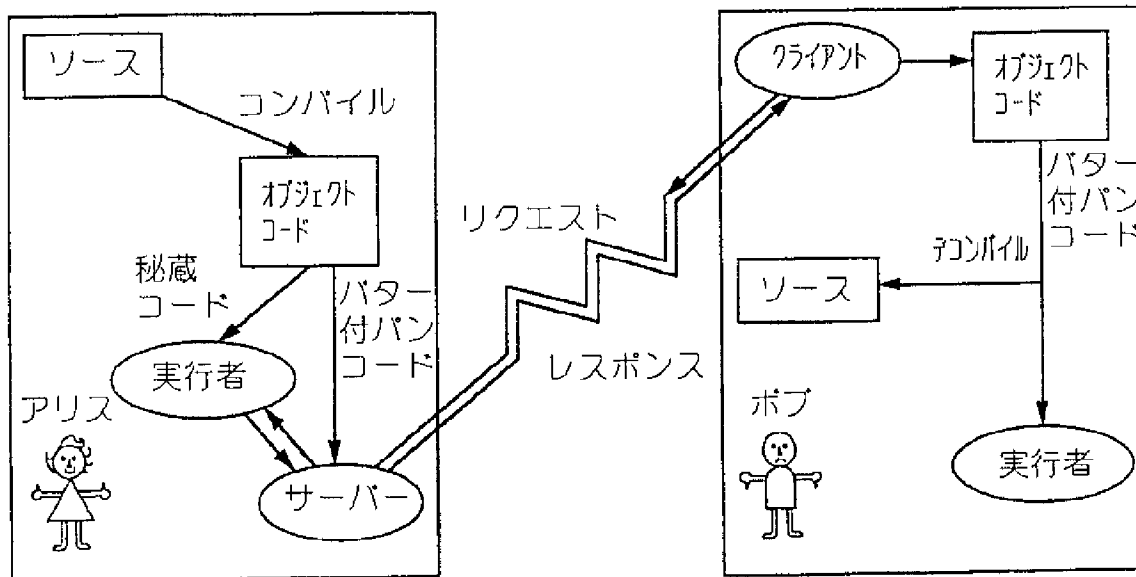 ソース
コンパイル
オブジェクト
コード
秘蔵
コード
バター
付パン
コード
実行者
アリス
サーバー
リクエスト
レスポンス
クライアント
オブジェクト
コード
バター
付パン
コード
デコンパイル
ソース
ボブ
実行者